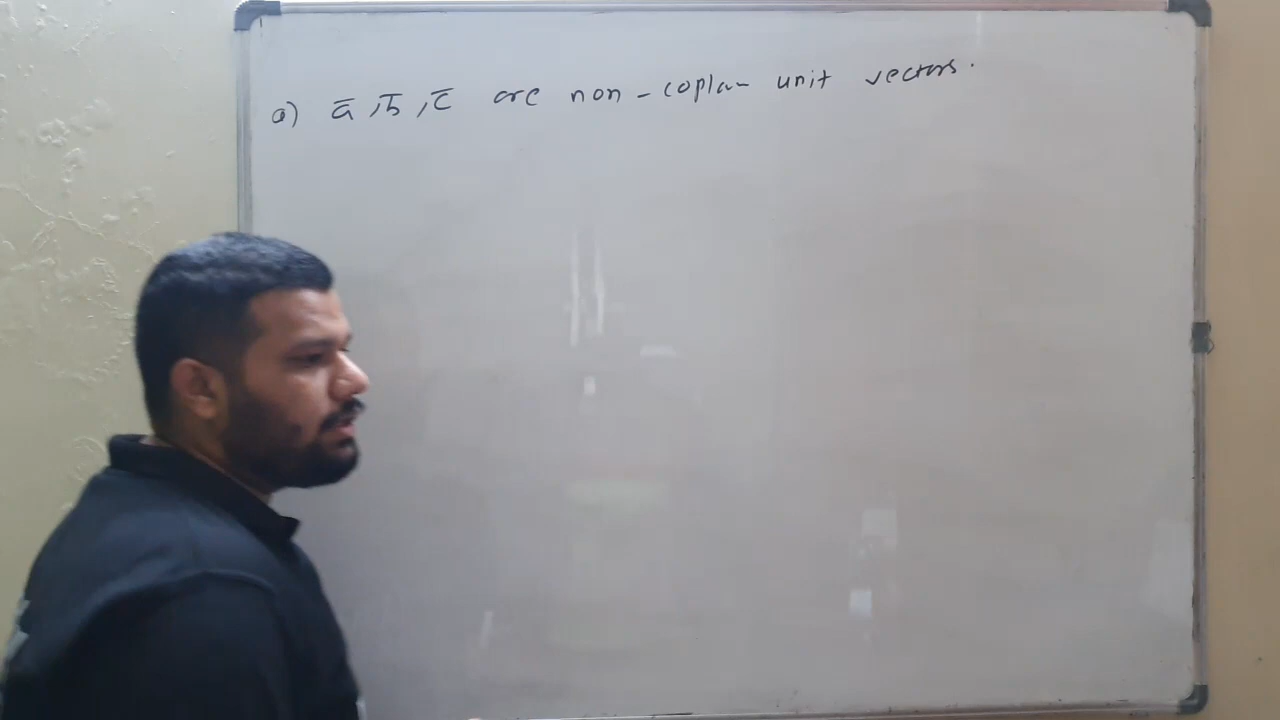 a) a̅, b̅, c̅ are non-coplan unit vectors.